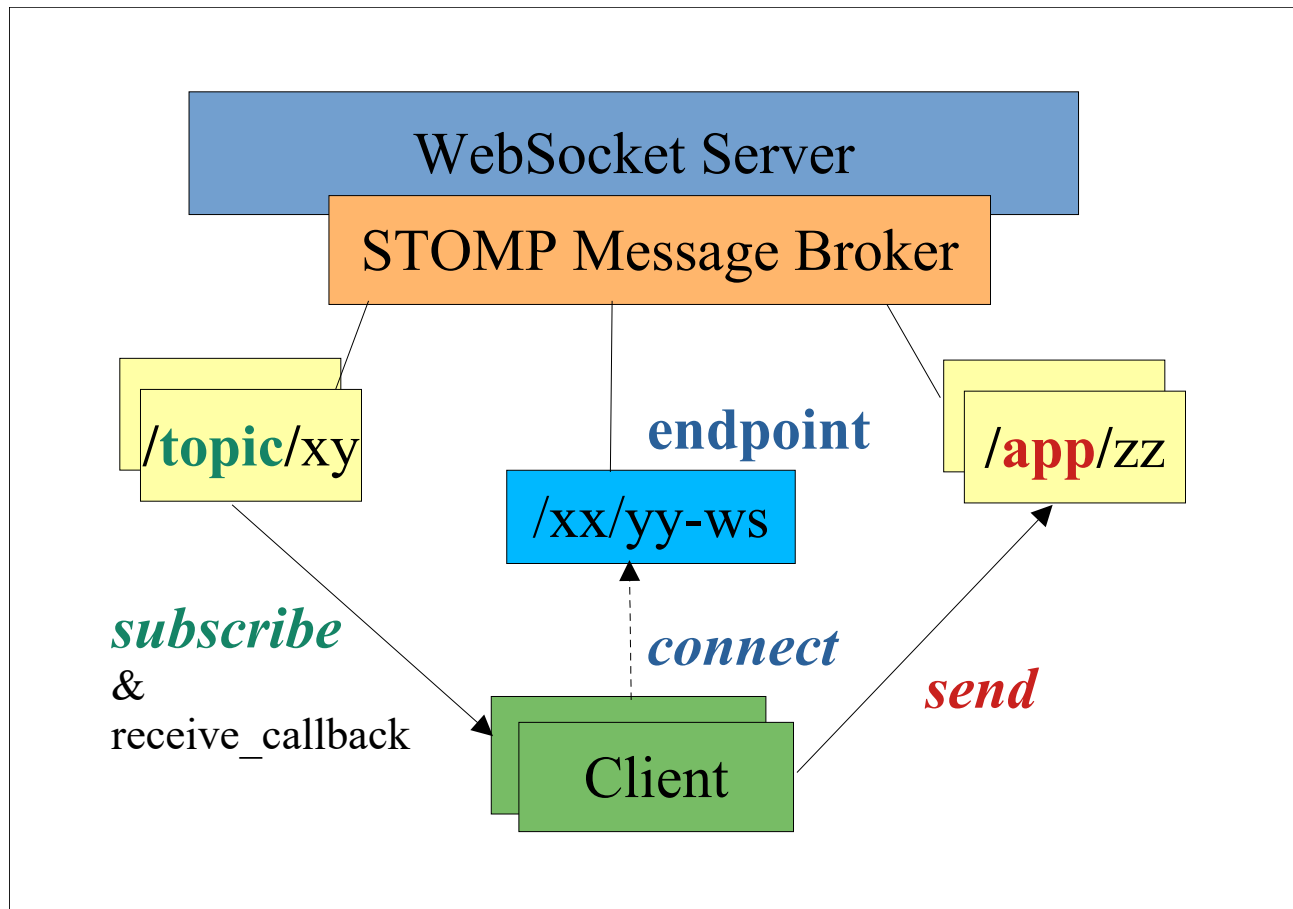 WebSocket Server
STOMP Message Broker
/topic/xy
endpoint
/app/zz
/xx/yy-ws
subscribe
&
receive_callback
connect
send
Client